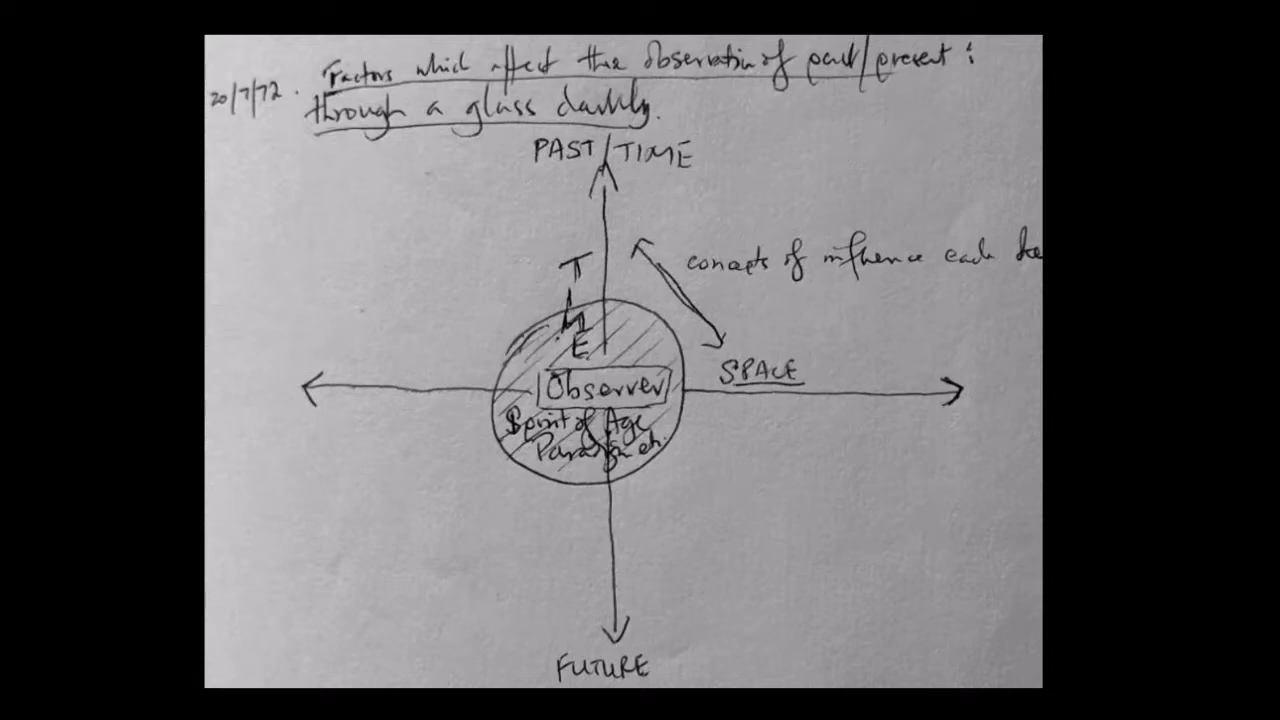 20/7/72. Factors which affect the observation of past/present:
through a glass darkly.
PAST/TIME
concepts of influence each
TIME
SPACE
Observer
Spirit of Age
Paradigm etc.
FUTURE